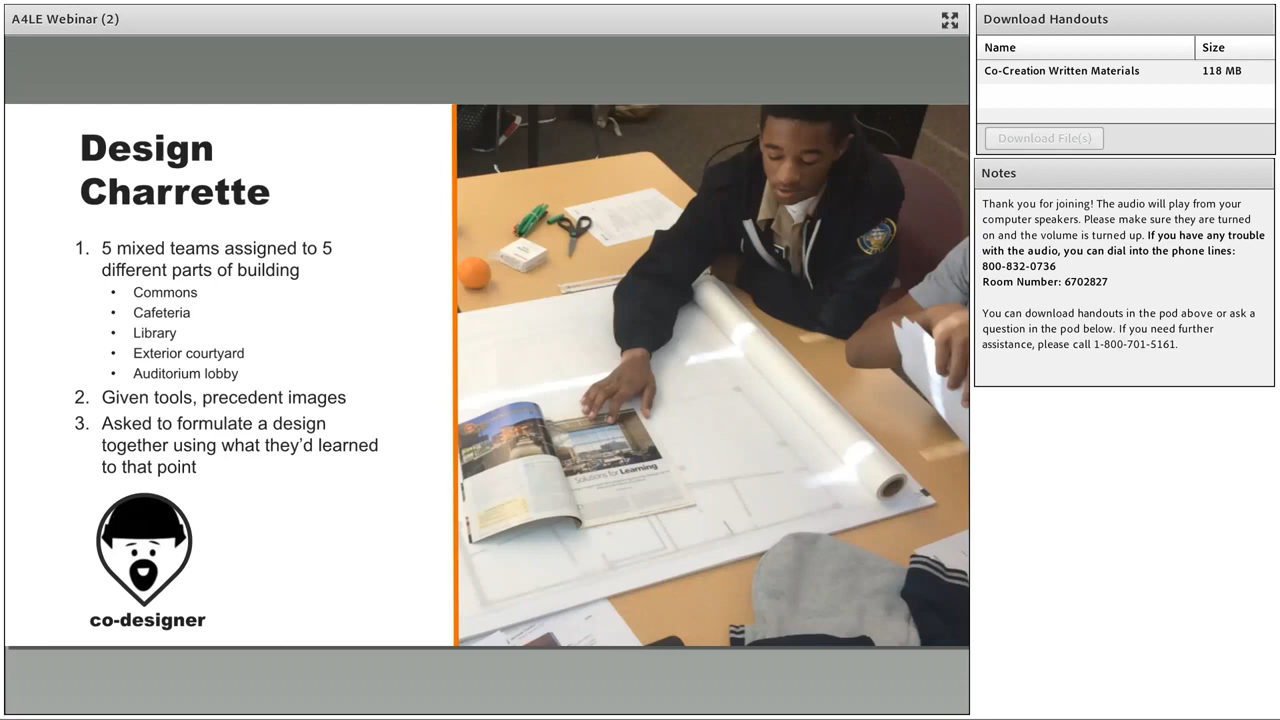 A4LE Webinar (2)
Design
Charrette
1. 5 mixed teams assigned to 5
different parts of building
• Commons
• Cafeteria
• Library
• Exterior courtyard
• Auditorium lobby
2. Given tools, precedent images
3. Asked to formulate a design
together using what they'd learned
to that point
co-designer
Solutions for Learning
Download Handouts
Name Size
Co-Creation Written Materials 118 MB
Download File(s)
Notes
Thank you for joining! The audio will play from your
computer speakers. Please make sure they are turned
on and the volume is turned up. If you have any trouble
with the audio, you can dial into the phone lines:
800-832-0736
Room Number: 6702827
You can download handouts in the pod above or ask a
question in the pod below. If you need further
assistance, please call 1-800-701-5161.